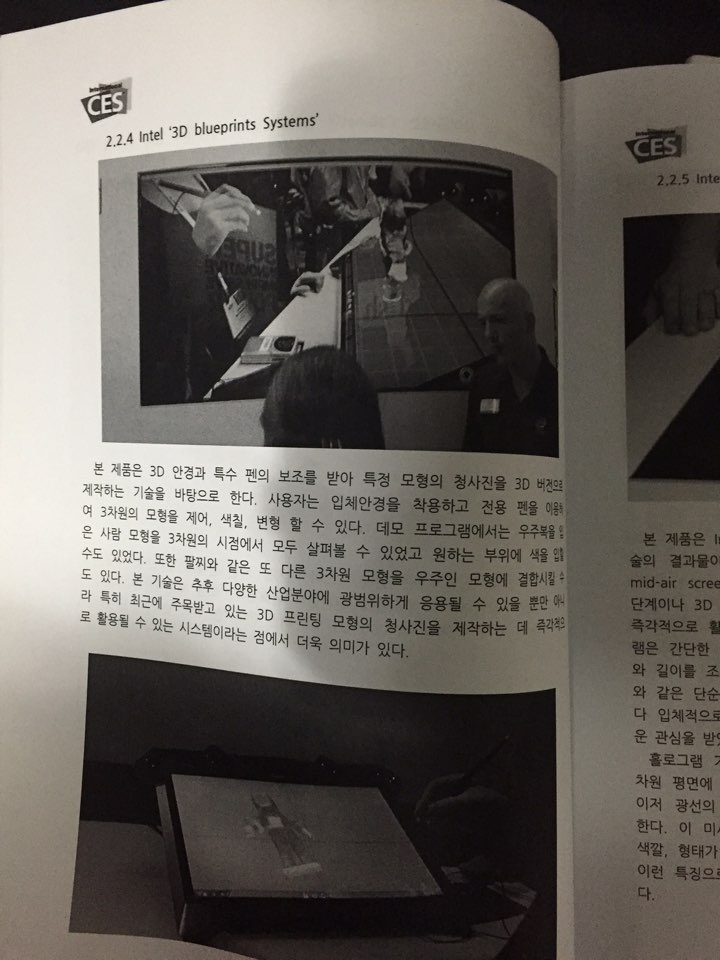 International
CES
2.2.4 Intel '3D blueprints Systems'
SUPER
INNOVATIVE
본 제품은 3D 안경과 특수 펜의 보조를 받아 특정 모형의 청사진을 3D 버전으로
제작하는 기술을 바탕으로 한다. 사용자는 입체안경을 착용하고 전용 펜을 이용하
여 3차원의 모형을 제어, 색칠, 변형 할 수 있다. 데모 프로그램에서는 우주복을 입
은 사람 모형을 3차원의 시점에서 모두 살펴볼 수 있었고 원하는 부위에 색을 입힐
수도 있었다. 또한 팔찌와 같은 또 다른 3차원 모형을 우주인 모형에 결합시킬 수
도 있다. 본 기술은 추후 다양한 산업분야에 광범위하게 응용될 수 있을 뿐만 아니
라 특히 최근에 주목받고 있는 3D 프린팅 모형의 청사진을 제작하는 데 즉각적으
로 활용될 수 있는 시스템이라는 점에서 더욱 의미가 있다.
International
CES
2.2.5 Inte
본 제품은 In
술의 결과물이
mid-air scree
단계이나 3D
즉각적으로 활
램은 간단한
와 길이를 조
와 같은 단순
다 입체적으로
운 관심을 받았
홀로그램 기
차원 평면에
이저 광선의
한다. 이 미사
색깔, 형태가
이런 특징으로
다.